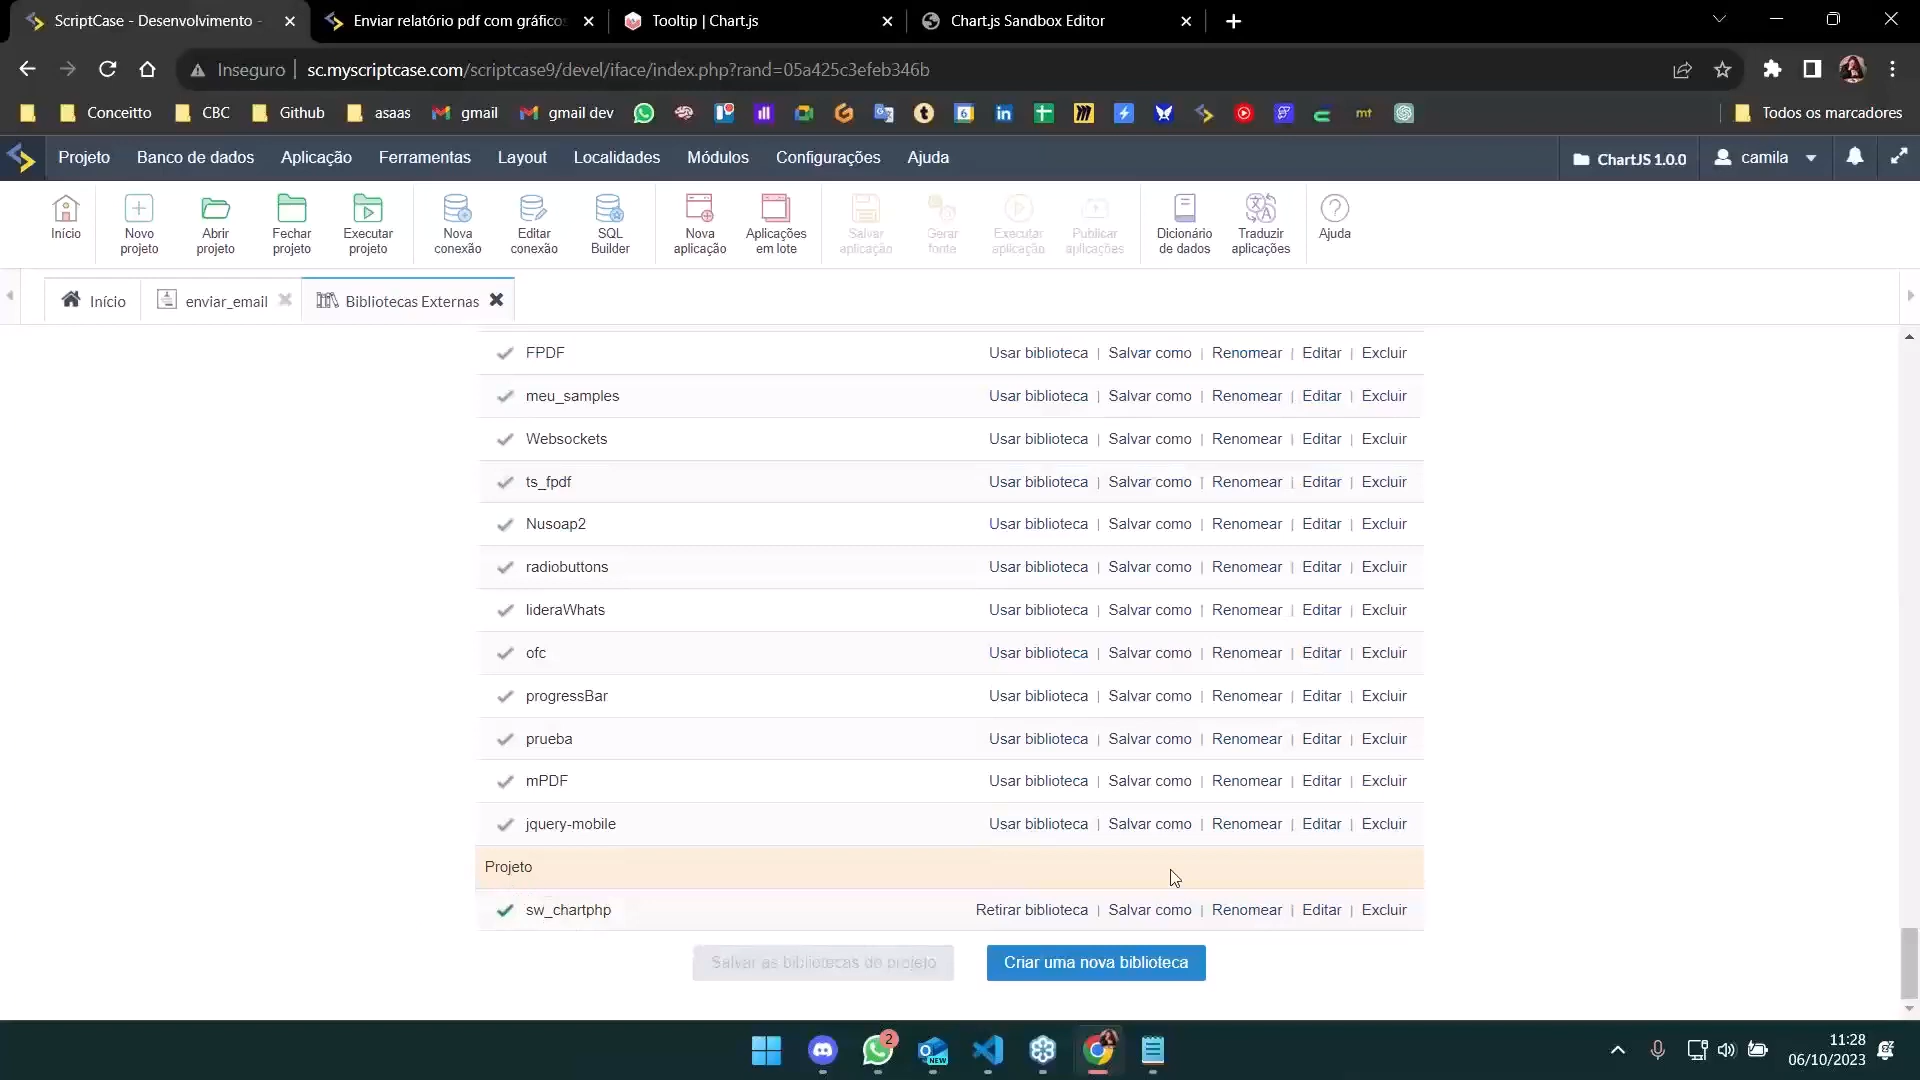 ScriptCase - Desenvolvimento -
Enviar relatório pdf com gráficos
Tooltip | Chart.js
Chart.js Sandbox Editor
Inseguro
sc.myscriptcase.com/scriptcase9/devel/iface/index.php?rand=05a425c3efeb346b
Conceitto
CBC
Github
asaas
gmail
gmail dev
Todos os marcadores
Projeto
Banco de dados
Aplicação
Ferramentas
Layout
Localidades
Módulos
Configurações
Ajuda
ChartJS 1.0.0
camila
Início
Novo
projeto
Abrir
projeto
Fechar
projeto
Executar
projeto
Nova
conexão
Editar
conexão
SQL
Builder
Nova
aplicação
Aplicações
em lote
Salvar
aplicação
Gerar
fonte
Executar
aplicação
Publicar
aplicações
Dicionário
de dados
Traduzir
aplicações
Ajuda
Início
enviar_email
Bibliotecas Externas
FPDF Usar biblioteca | Salvar como | Renomear | Editar | Excluir
meu_samples Usar biblioteca | Salvar como | Renomear | Editar | Excluir
Websockets Usar biblioteca | Salvar como | Renomear | Editar | Excluir
ts_fpdf Usar biblioteca | Salvar como | Renomear | Editar | Excluir
Nusoap2 Usar biblioteca | Salvar como | Renomear | Editar | Excluir
radiobuttons Usar biblioteca | Salvar como | Renomear | Editar | Excluir
lideraWhats Usar biblioteca | Salvar como | Renomear | Editar | Excluir
ofc Usar biblioteca | Salvar como | Renomear | Editar | Excluir
progressBar Usar biblioteca | Salvar como | Renomear | Editar | Excluir
prueba Usar biblioteca | Salvar como | Renomear | Editar | Excluir
mPDF Usar biblioteca | Salvar como | Renomear | Editar | Excluir
jquery-mobile Usar biblioteca | Salvar como | Renomear | Editar | Excluir
Projeto
sw_chartphp Retirar biblioteca | Salvar como | Renomear | Editar | Excluir
Salvar as bibliotecas do projeto
Criar uma nova biblioteca
2
NEW
11:28
06/10/2023